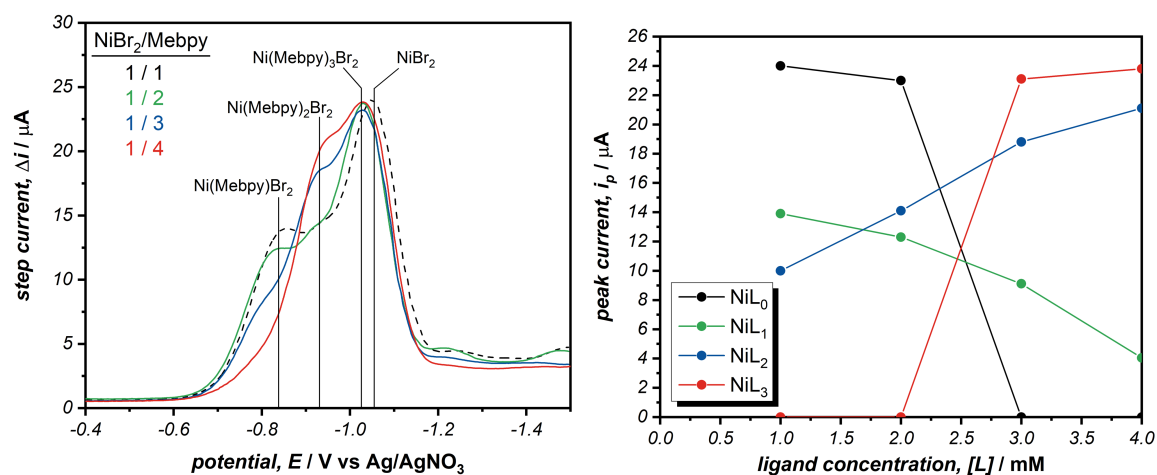 30
25
20
15
10
5
0
step current, Δi / μA
NiBr2/Mebpy
1 / 1
1 / 2
1 / 3
1 / 4
Ni(Mebpy)3Br2
NiBr2
Ni(Mebpy)2Br2
Ni(Mebpy)Br2
-0.4
-0.6
-0.8
-1.0
-1.2
-1.4
potential, E / V vs Ag/AgNO3
26
24
22
20
18
16
14
12
10
8
6
4
2
0
peak current, ip / μA
NiL0
NiL1
NiL2
NiL3
0.0
0.5
1.0
1.5
2.0
2.5
3.0
3.5
4.0
ligand concentration, [L] / mM